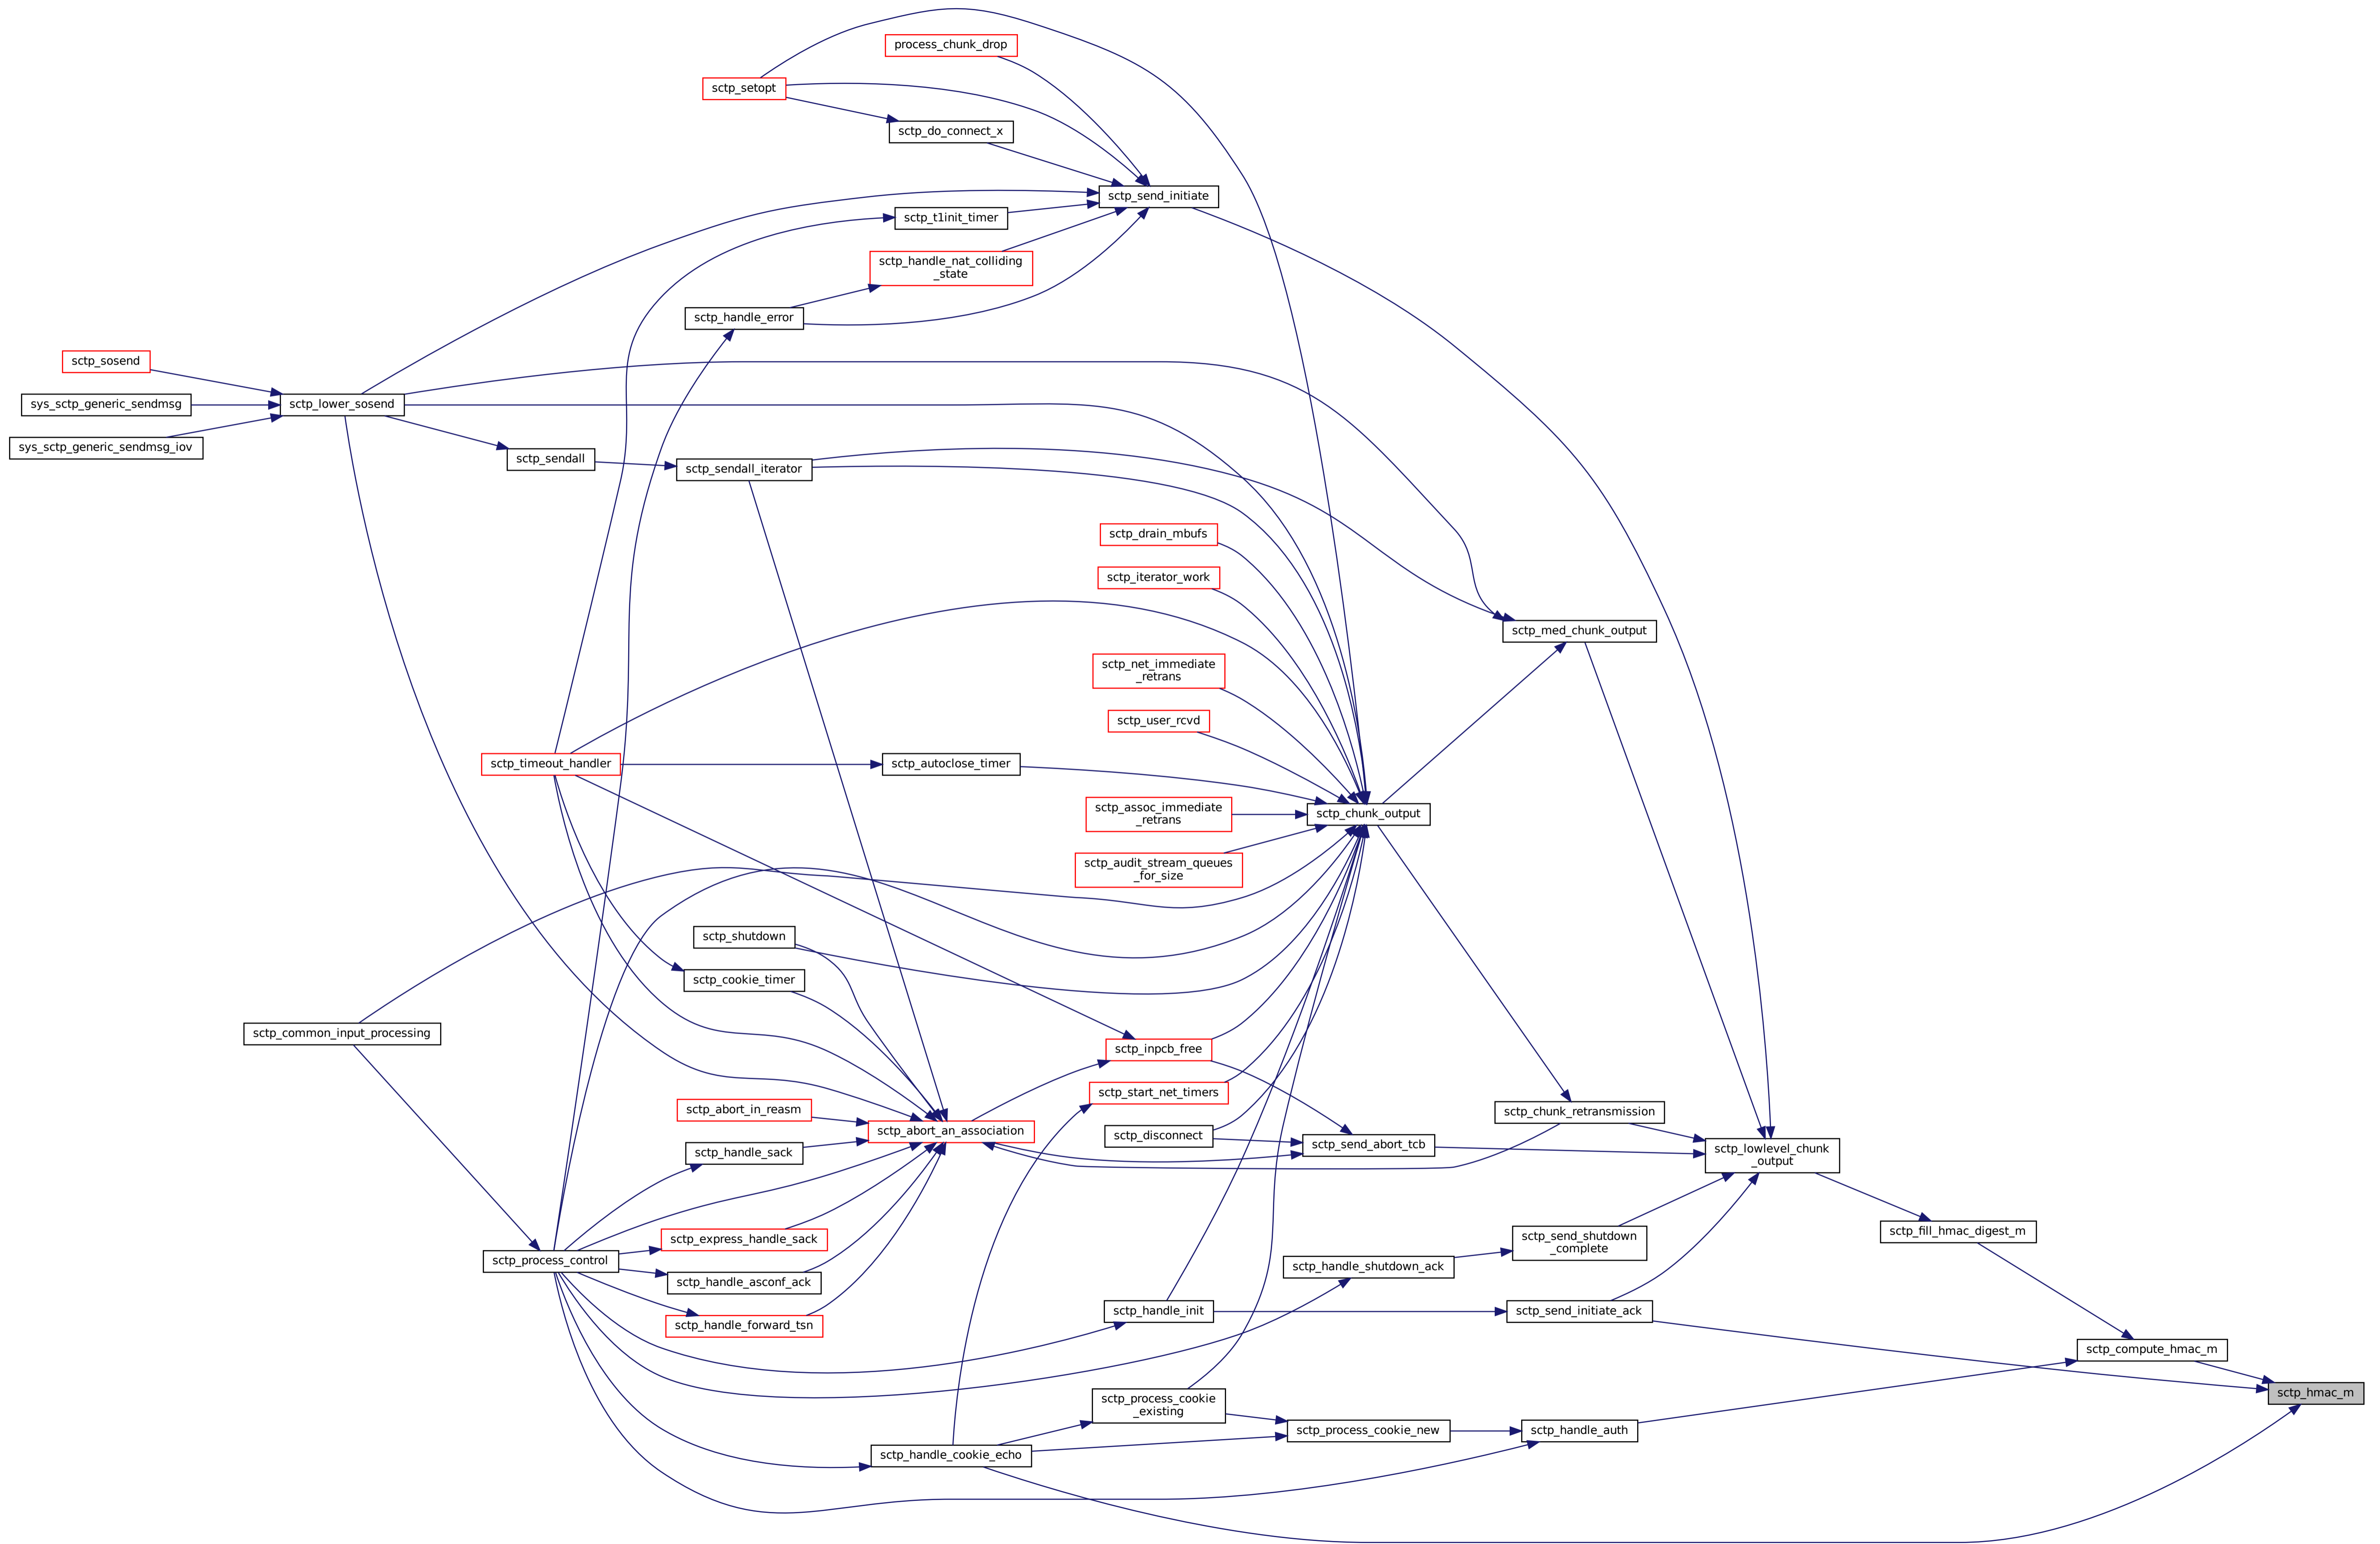 process_chunk_drop
sctp_setopt
sctp_do_connect_x
sctp_send_initiate
sctp_t1init_timer
sctp_handle_nat_colliding
_state
sctp_handle_error
sctp_sosend
sys_sctp_generic_sendmsg
sctp_lower_sosend
sys_sctp_generic_sendmsg_iov
sctp_sendall
sctp_sendall_iterator
sctp_drain_mbufs
sctp_iterator_work
sctp_med_chunk_output
sctp_net_immediate
_retrans
sctp_user_rcvd
sctp_timeout_handler
sctp_autoclose_timer
sctp_assoc_immediate
_retrans
sctp_chunk_output
sctp_audit_stream_queues
_for_size
sctp_shutdown
sctp_cookie_timer
sctp_common_input_processing
sctp_inpcb_free
sctp_start_net_timers
sctp_abort_in_reasm
sctp_chunk_retransmission
sctp_abort_an_association
sctp_disconnect
sctp_send_abort_tcb
sctp_handle_sack
sctp_lowlevel_chunk
_output
sctp_fill_hmac_digest_m
sctp_express_handle_sack
sctp_send_shutdown
_complete
sctp_process_control
sctp_handle_shutdown_ack
sctp_handle_asconf_ack
sctp_handle_init
sctp_send_initiate_ack
sctp_handle_forward_tsn
sctp_compute_hmac_m
sctp_hmac_m
sctp_process_cookie
_existing
sctp_process_cookie_new
sctp_handle_auth
sctp_handle_cookie_echo